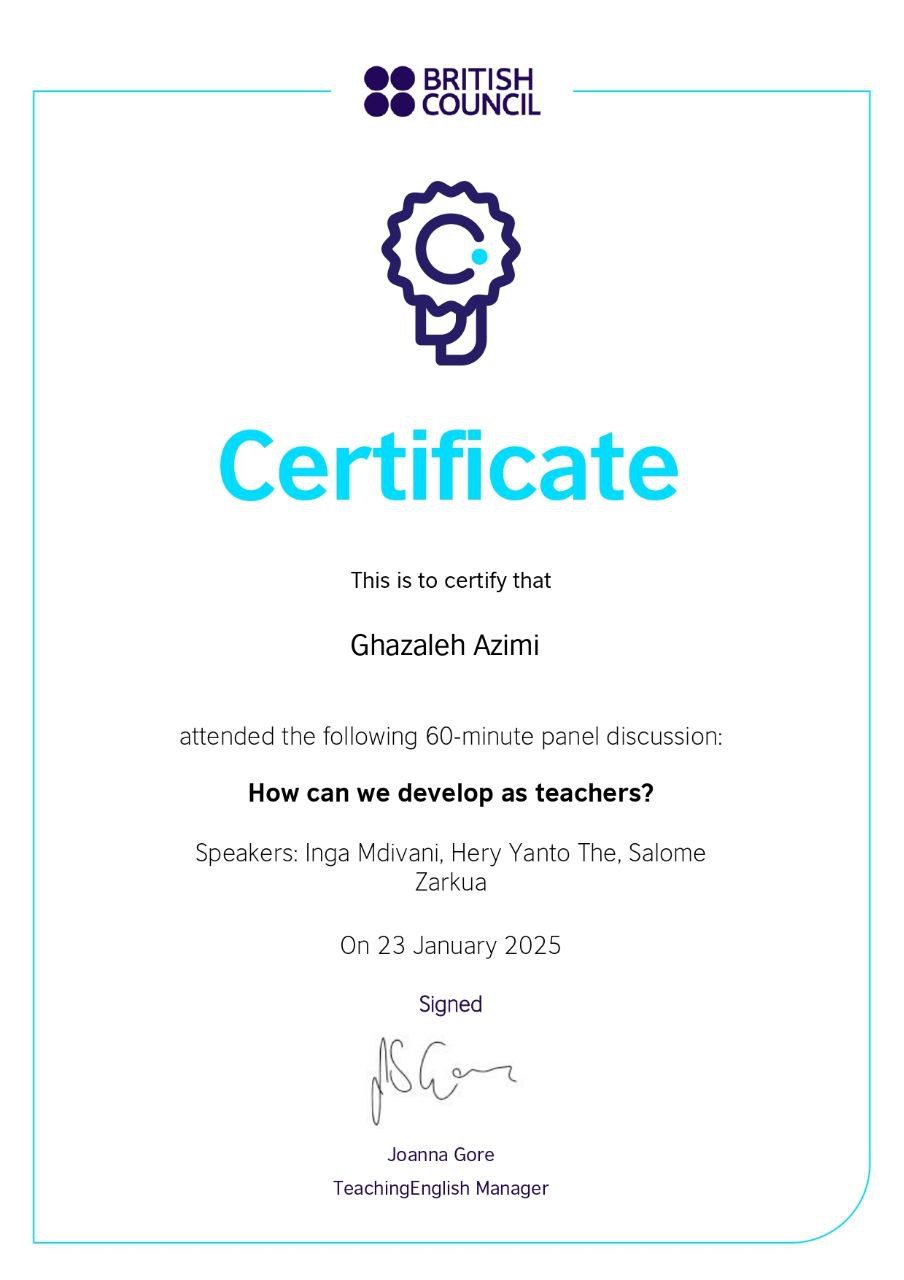 BRITISH
COUNCIL
Certificate
This is to certify that
Ghazaleh Azimi
attended the following 60-minute panel discussion:
How can we develop as teachers?
Speakers: Inga Mdivani, Hery Yanto The, Salome
Zarkua
On 23 January 2025
Signed
Joanna Gore
TeachingEnglish Manager